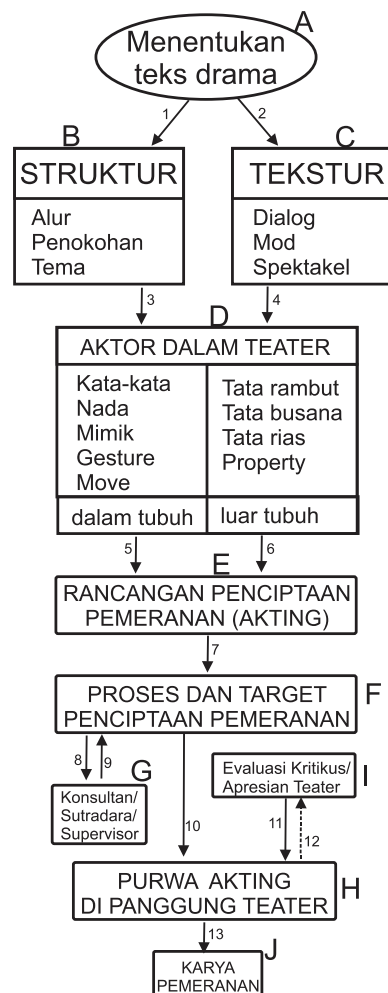 A
Menentukan
teks drama
1
2
B
C
STRUKTUR
Alur
Penokohan
Tema
TEKSTUR
Dialog
Mod
Spektakel
3
4
D
AKTOR DALAM TEATER
Kata-kata
Nada
Mimik
Gesture
Move
Tata rambut
Tata busana
Tata rias
Property
dalam tubuh
luar tubuh
5
6
E
RANCANGAN PENCIPTAAN
PEMERANAN (AKTING)
7
F
PROSES DAN TARGET
PENCIPTAAN PEMERANAN
8
9
G
Konsultan/
Sutradara/
Supervisor
10
I
Evaluasi Kritikus/
Apresian Teater
11
12
H
PURWA AKTING
DI PANGGUNG TEATER
13
J
KARYA
PEMERANAN